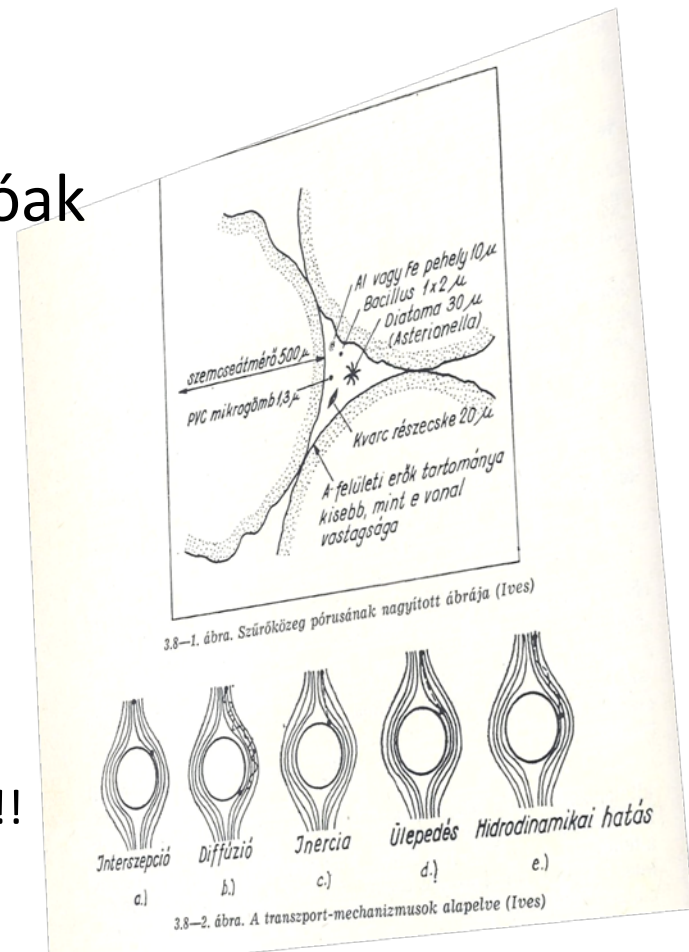 óak
Al vagy Fe pehely 10 µ
Bacillus 1x2 µ
Diatoma 30 µ
(Asterionella)
szemcseátmérő 500 µ
PVC mikrogömb 1,3 µ
Kvarc részecske 20 µ
A felületi erők tartománya
kisebb, mint e vonal
vastagsága
3.8—1. ábra. Szűrőközeg pórusának nagyított ábrája (Ives)
!!
Interszepció Diffúzió Inercia Ülepedés Hidrodinamikai hatás
a.) b.) c.) d.) e.)
3.8—2. ábra. A transzport-mechanizmusok alapelve (Ives)